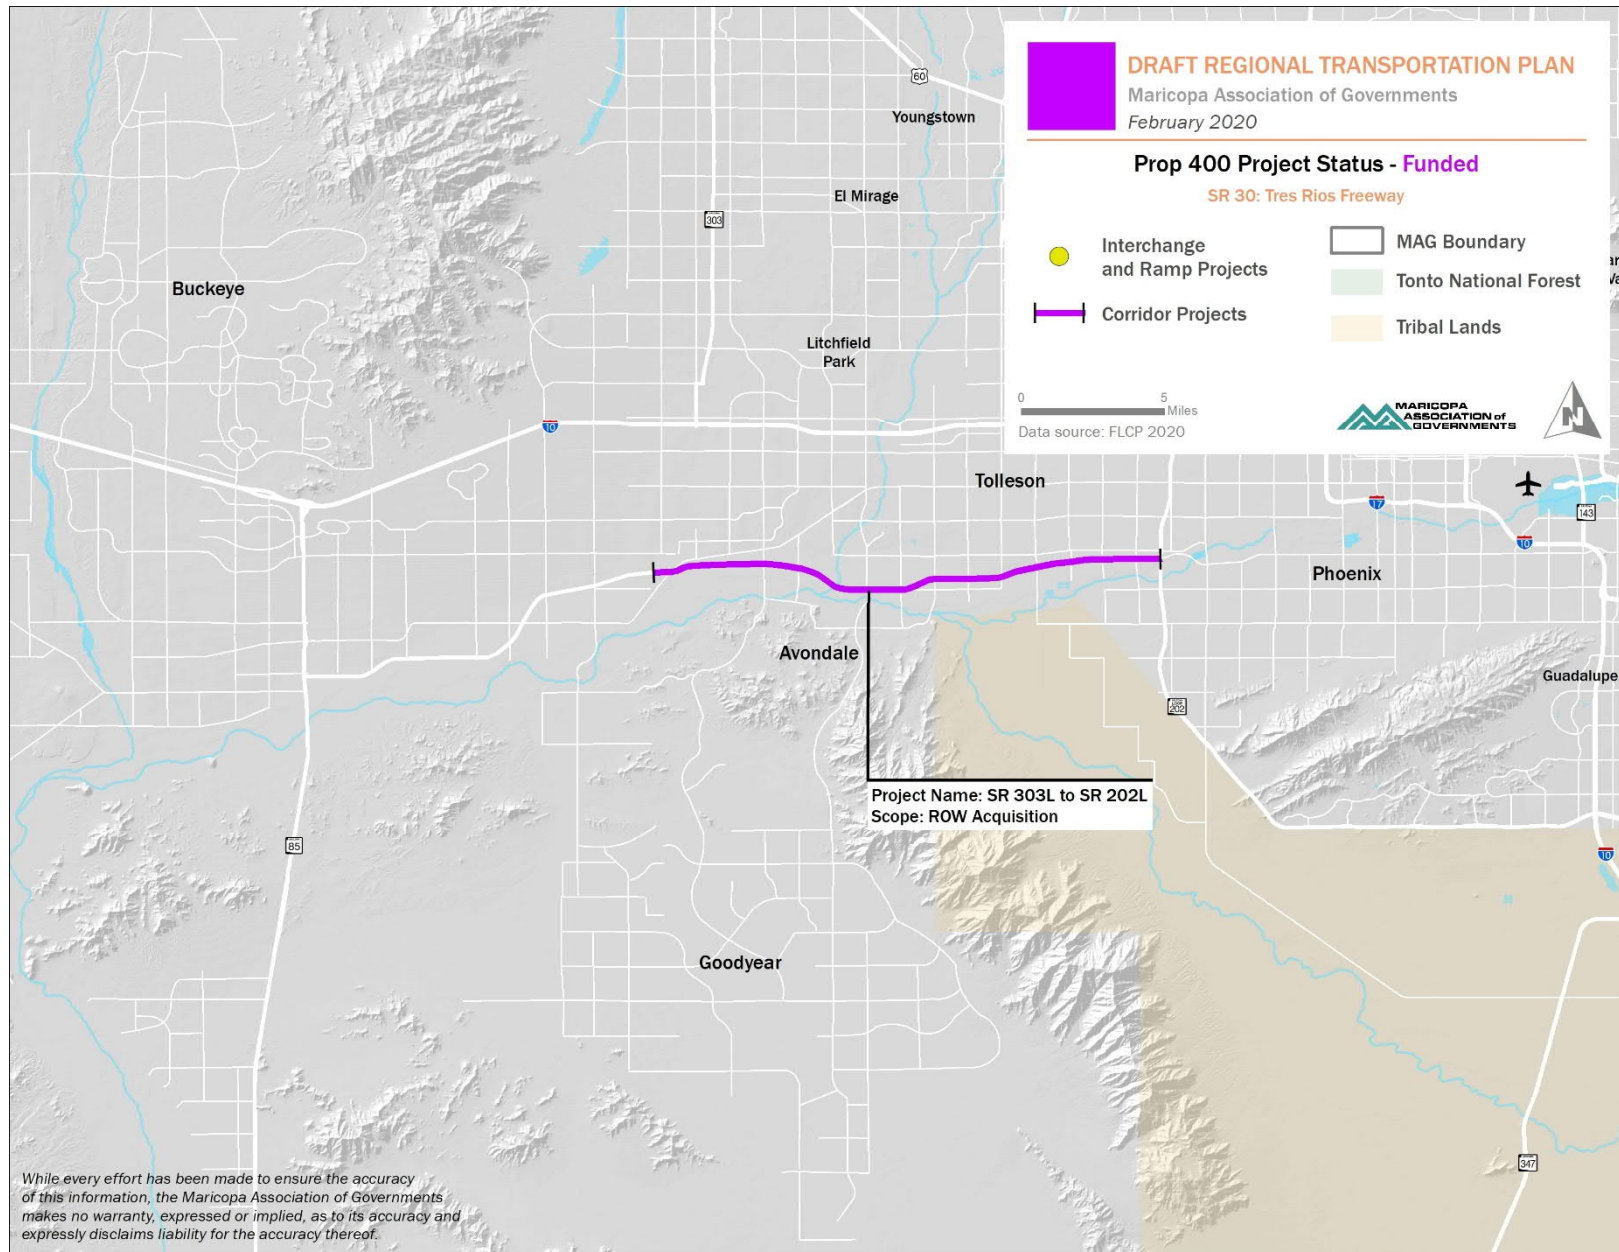 DRAFT REGIONAL TRANSPORTATION PLAN
Maricopa Association of Governments
February 2020
Prop 400 Project Status - Funded
SR 30: Tres Rios Freeway
Interchange
and Ramp Projects
Corridor Projects
MAG Boundary
Tonto National Forest
Tribal Lands
0 5
Miles
Data source: FLCP 2020
MARICOPA
ASSOCIATION of
GOVERNMENTS
N
60
Youngstown
El Mirage
303
Buckeye
Litchfield
Park
10
Tolleson
17
143
10
Phoenix
Avondale
Guadalupe
202
Project Name: SR 303L to SR 202L
Scope: ROW Acquisition
85
10
Goodyear
347
While every effort has been made to ensure the accuracy
of this information, the Maricopa Association of Governments
makes no warranty, expressed or implied, as to its accuracy and
expressly disclaims liability for the accuracy thereof.